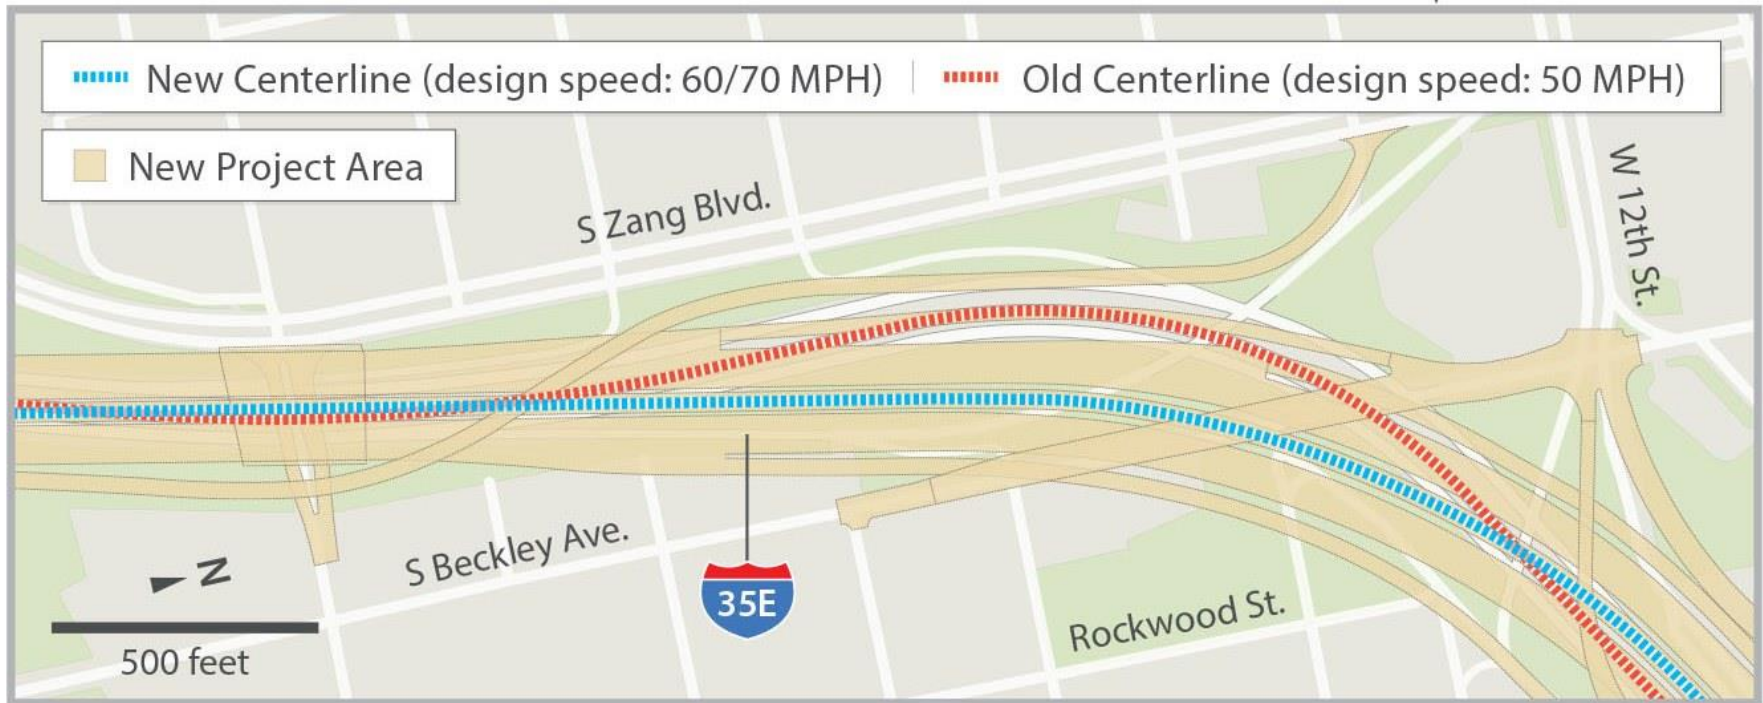 New Centerline (design speed: 60/70 MPH)
Old Centerline (design speed: 50 MPH)
New Project Area
S Zang Blvd.
W 12th St.
S Beckley Ave.
N
35E
Rockwood St.
500 feet